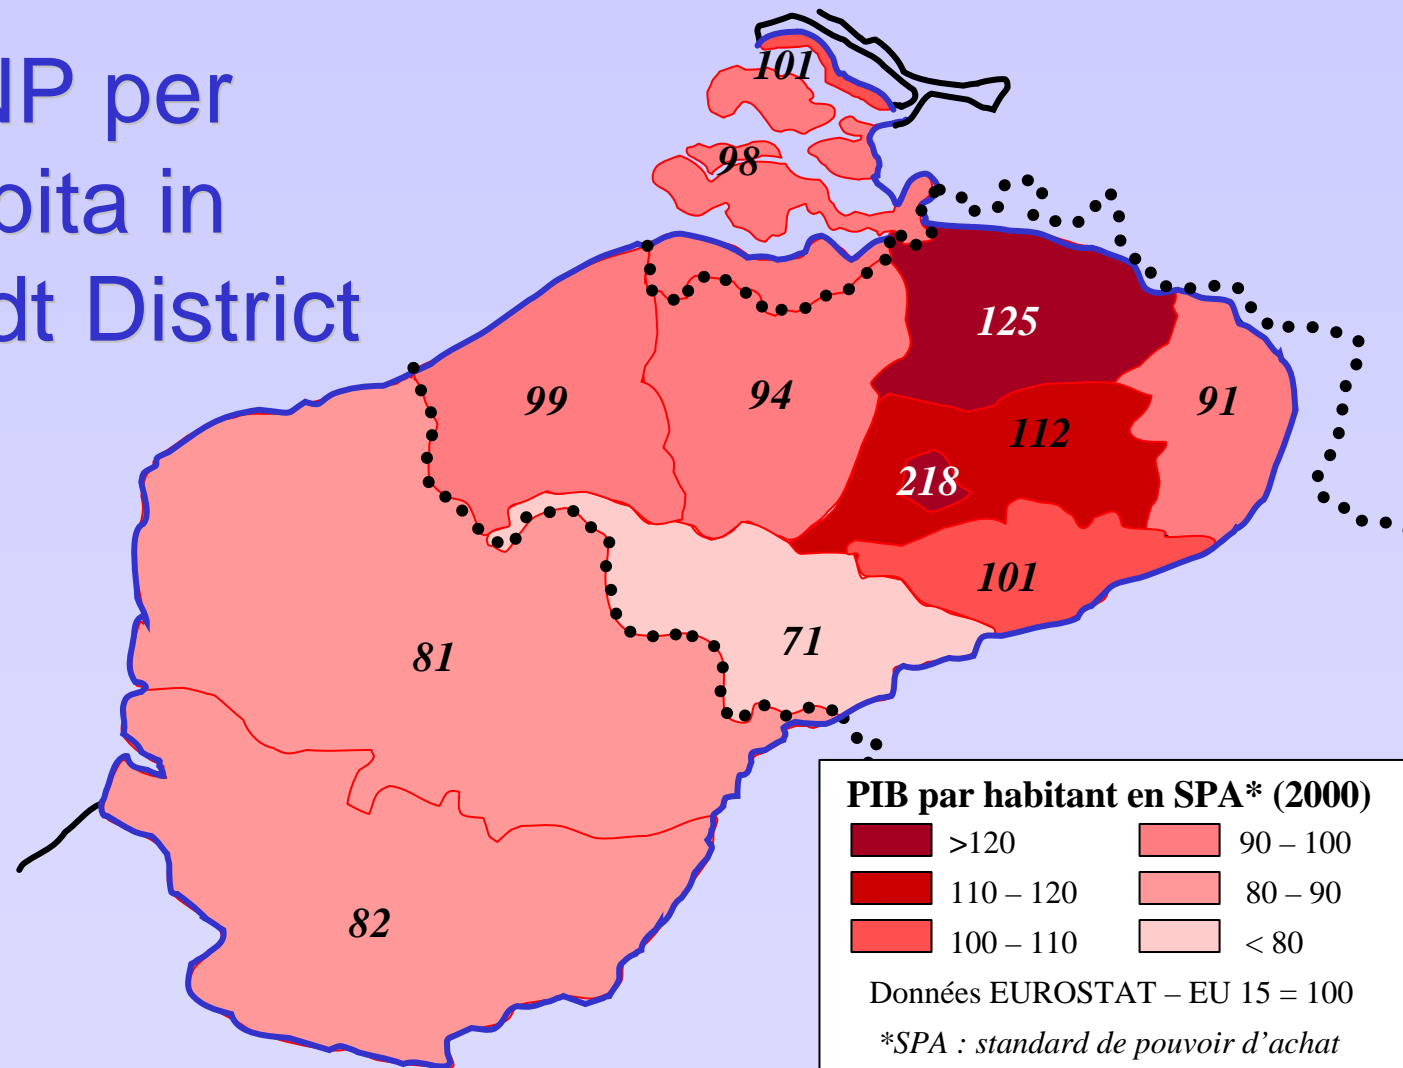 NP per
pita in
dt District
101
98
125
99
94
91
112
218
101
81
71
82
PIB par habitant en SPA* (2000)
>120
90 – 100
110 – 120
80 – 90
100 – 110
< 80
Données EUROSTAT – EU 15 = 100
*SPA : standard de pouvoir d’achat